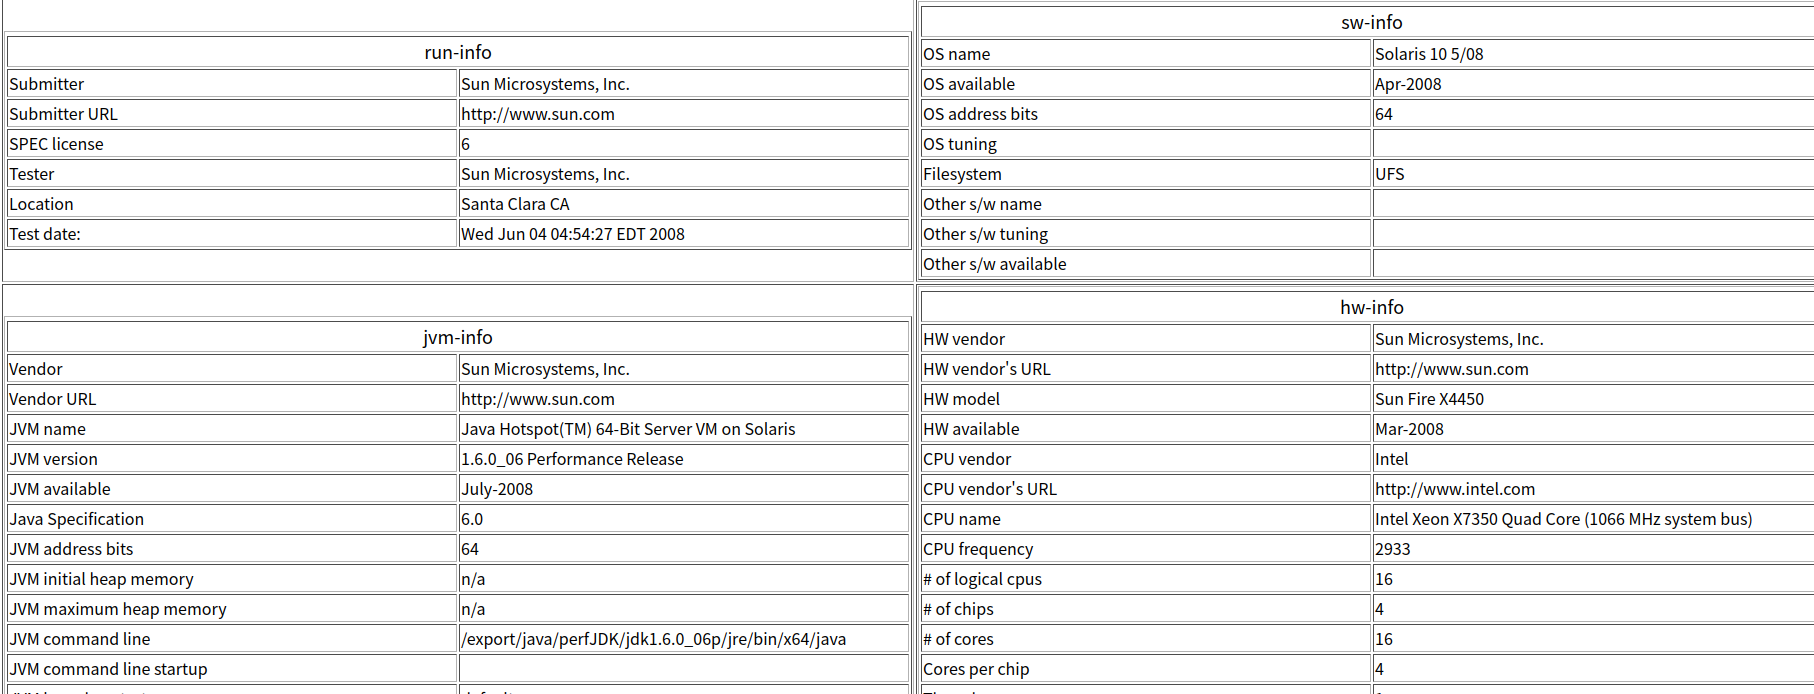 run-info
Submitter Sun Microsystems, Inc.
Submitter URL http://www.sun.com
SPEC license 6
Tester Sun Microsystems, Inc.
Location Santa Clara CA
Test date: Wed Jun 04 04:54:27 EDT 2008
sw-info
OS name Solaris 10 5/08
OS available Apr-2008
OS address bits 64
OS tuning
Filesystem UFS
Other s/w name
Other s/w tuning
Other s/w available
jvm-info
Vendor Sun Microsystems, Inc.
Vendor URL http://www.sun.com
JVM name Java Hotspot(TM) 64-Bit Server VM on Solaris
JVM version 1.6.0_06 Performance Release
JVM available July-2008
Java Specification 6.0
JVM address bits 64
JVM initial heap memory n/a
JVM maximum heap memory n/a
JVM command line /export/java/perfJDK/jdk1.6.0_06p/jre/bin/x64/java
JVM command line startup
hw-info
HW vendor Sun Microsystems, Inc.
HW vendor's URL http://www.sun.com
HW model Sun Fire X4450
HW available Mar-2008
CPU vendor Intel
CPU vendor's URL http://www.intel.com
CPU name Intel Xeon X7350 Quad Core (1066 MHz system bus)
CPU frequency 2933
# of logical cpus 16
# of chips 4
# of cores 16
Cores per chip 4